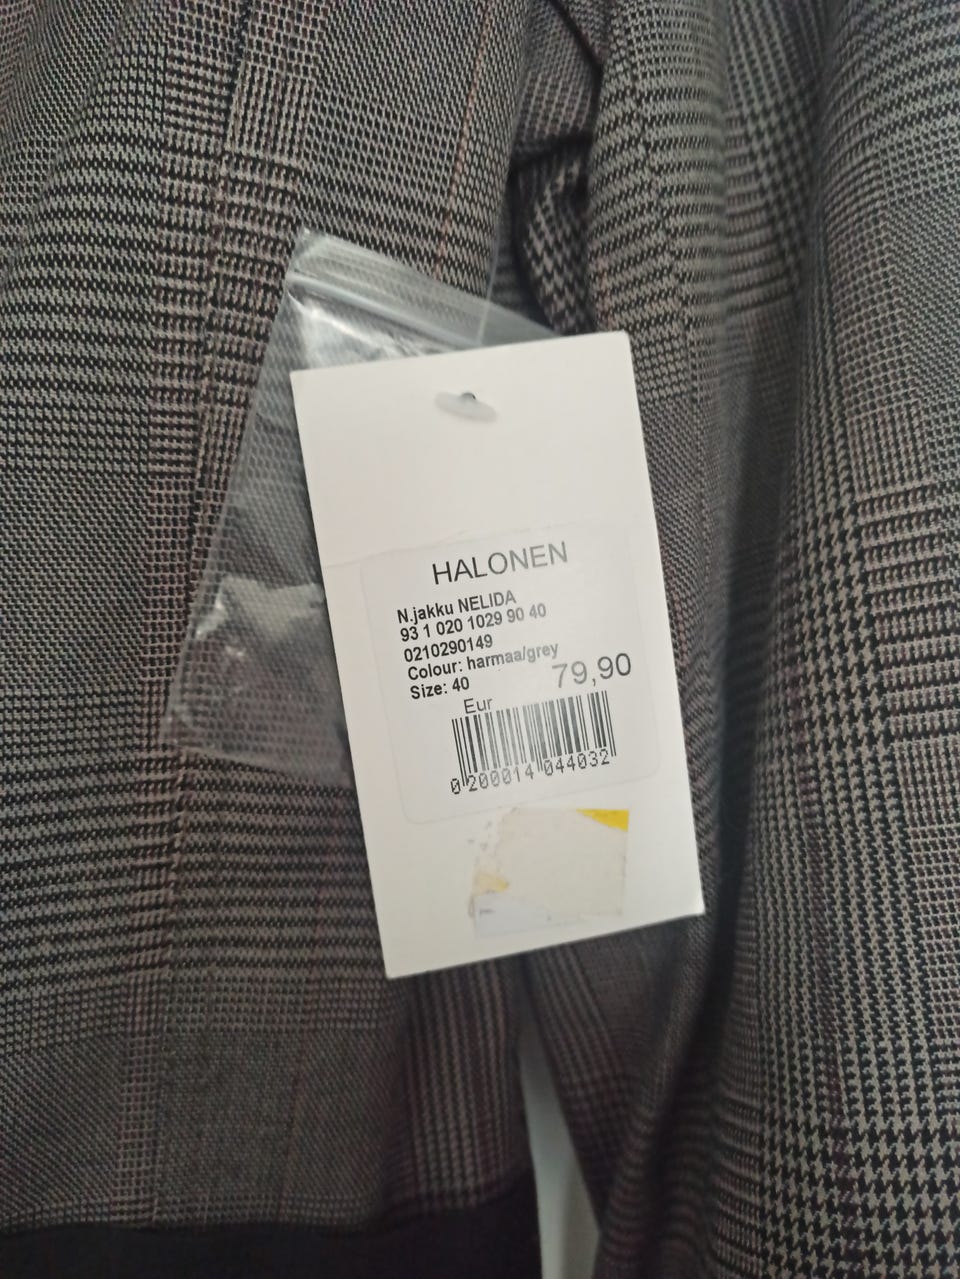 HALONEN
N.jakku NELIDA
93 1 020 1029 90 40
0210290149
Colour: harmaa/grey
Size: 40
79,90
Eur
0 200014 044032